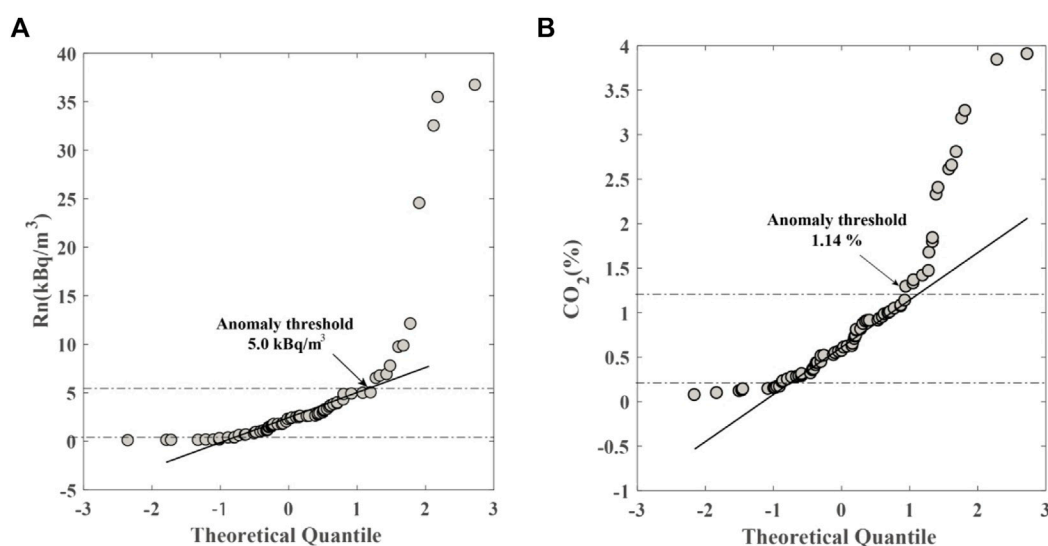 A
B
40
35
30
25
20
15
10
5
0
-5
Rn(kBq/m³)
Anomaly threshold
5.0 kBq/m³
-3 -2 -1 0 1 2 3
Theoretical Quantile
4
3.5
3
2.5
2
1.5
1
0.5
0
-0.5
-1
CO₂(%)
Anomaly threshold
1.14 %
-3 -2 -1 0 1 2 3
Theoretical Quantile